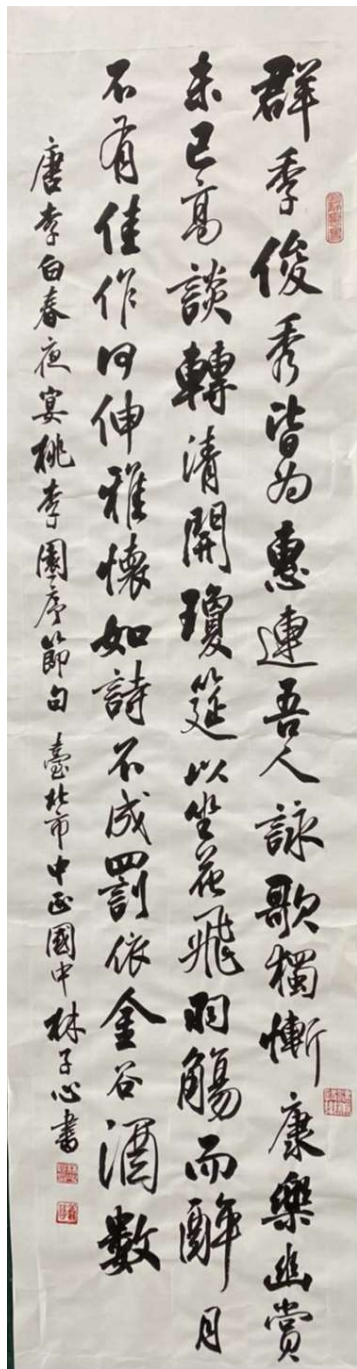 群季俊秀皆为惠連吾人詠歌獨慚康樂幽賞
未已高談轉清開瓊筵以坐花飛羽觴而醉月
不有佳作何伸雅懷如詩不成罰依金谷酒數
唐李白春夜宴桃李園序節句 臺北市中正國中林子心書